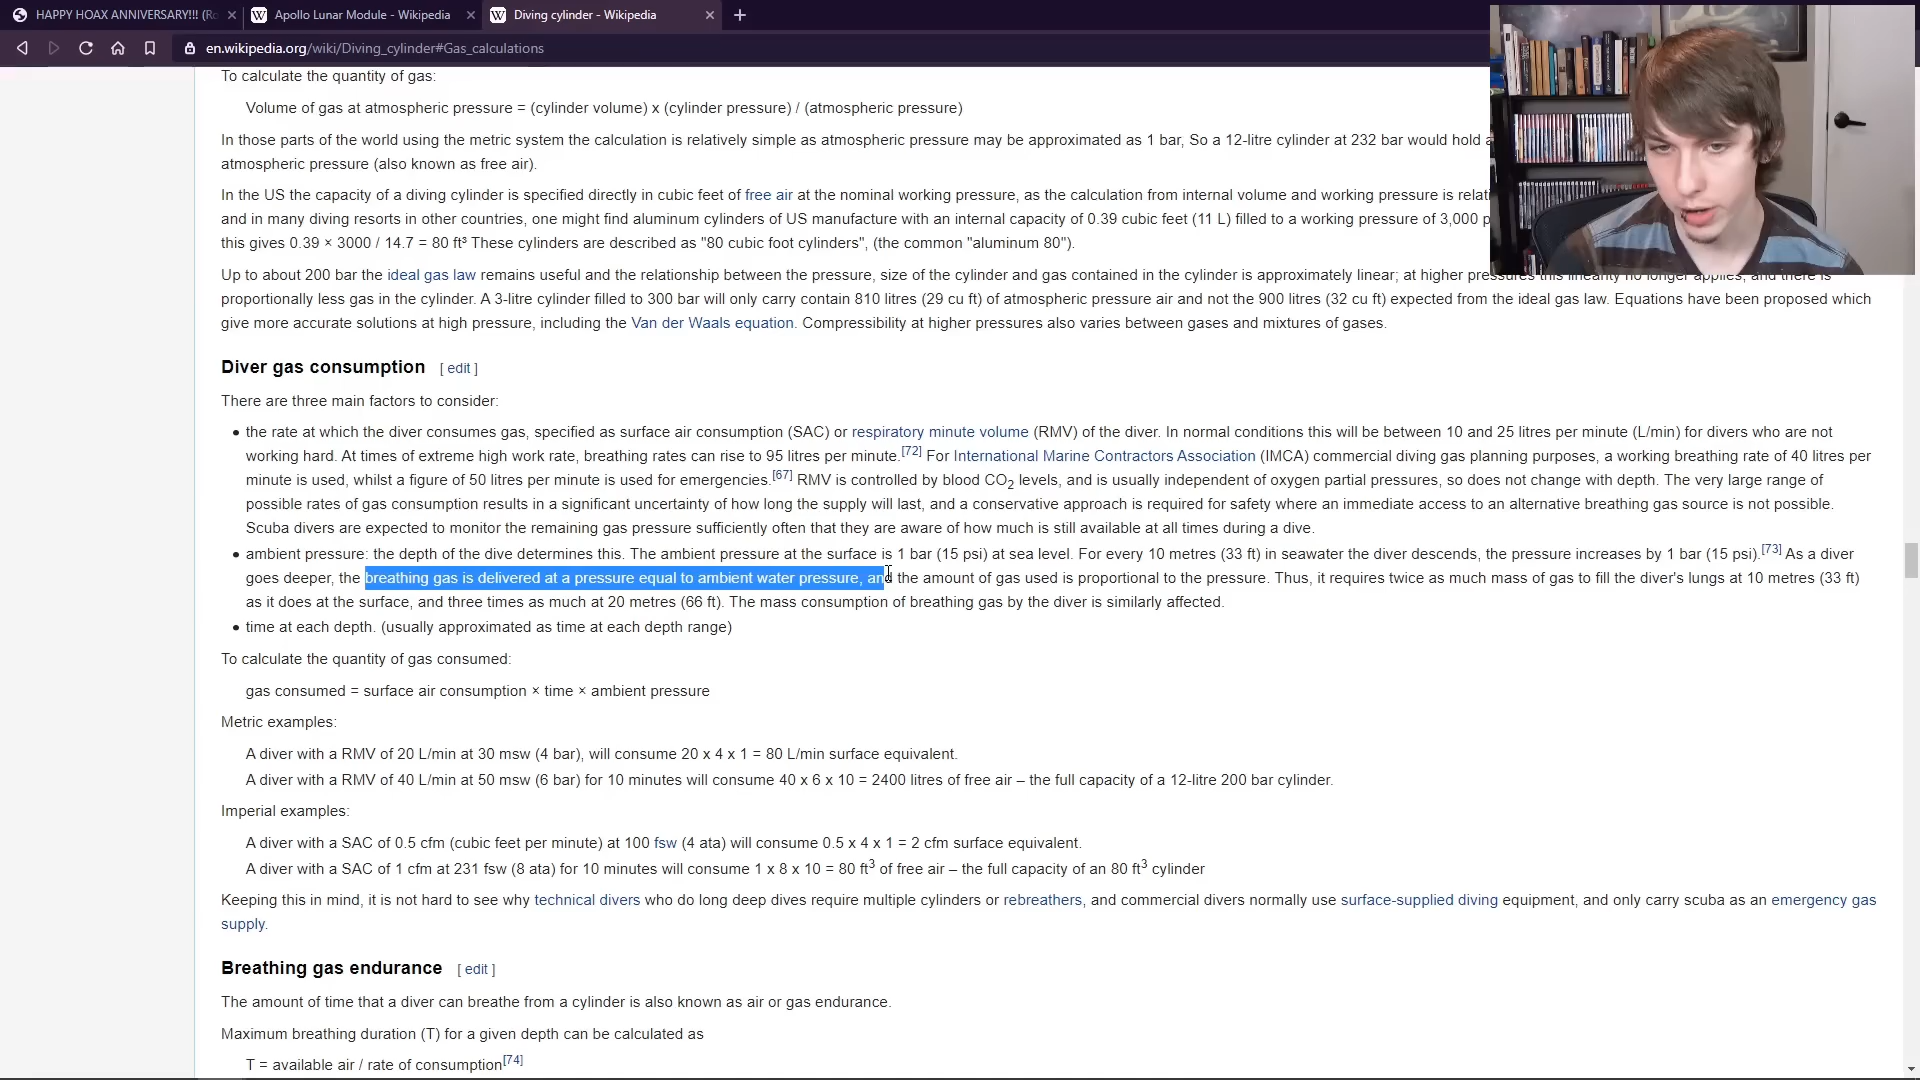 HAPPY HOAX ANNIVERSARY!!! (Ro
Apollo Lunar Module - Wikipedia
Diving cylinder - Wikipedia
en.wikipedia.org/wiki/Diving_cylinder#Gas_calculations
To calculate the quantity of gas:
Volume of gas at atmospheric pressure = (cylinder volume) x (cylinder pressure) / (atmospheric pressure)
In those parts of the world using the metric system the calculation is relatively simple as atmospheric pressure may be approximated as 1 bar, So a 12-litre cylinder at 232 bar would hold
atmospheric pressure (also known as free air).
In the US the capacity of a diving cylinder is specified directly in cubic feet of free air at the nominal working pressure, as the calculation from internal volume and working pressure is relati
and in many diving resorts in other countries, one might find aluminum cylinders of US manufacture with an internal capacity of 0.39 cubic feet (11 L) filled to a working pressure of 3,000 p
this gives 0.39 × 3000 / 14.7 = 80 ft³ These cylinders are described as "80 cubic foot cylinders", (the common "aluminum 80").
Up to about 200 bar the ideal gas law remains useful and the relationship between the pressure, size of the cylinder and gas contained in the cylinder is approximately linear; at higher pressures this linearity no longer applies, and there is
proportionally less gas in the cylinder. A 3-litre cylinder filled to 300 bar will only carry contain 810 litres (29 cu ft) of atmospheric pressure air and not the 900 litres (32 cu ft) expected from the ideal gas law. Equations have been proposed which
give more accurate solutions at high pressure, including the Van der Waals equation. Compressibility at higher pressures also varies between gases and mixtures of gases.
Diver gas consumption [ edit ]
There are three main factors to consider:
• the rate at which the diver consumes gas, specified as surface air consumption (SAC) or respiratory minute volume (RMV) of the diver. In normal conditions this will be between 10 and 25 litres per minute (L/min) for divers who are not
working hard. At times of extreme high work rate, breathing rates can rise to 95 litres per minute.[72] For International Marine Contractors Association (IMCA) commercial diving gas planning purposes, a working breathing rate of 40 litres per
minute is used, whilst a figure of 50 litres per minute is used for emergencies.[67] RMV is controlled by blood CO2 levels, and is usually independent of oxygen partial pressures, so does not change with depth. The very large range of
possible rates of gas consumption results in a significant uncertainty of how long the supply will last, and a conservative approach is required for safety where an immediate access to an alternative breathing gas source is not possible.
Scuba divers are expected to monitor the remaining gas pressure sufficiently often that they are aware of how much is still available at all times during a dive.
• ambient pressure: the depth of the dive determines this. The ambient pressure at the surface is 1 bar (15 psi) at sea level. For every 10 metres (33 ft) in seawater the diver descends, the pressure increases by 1 bar (15 psi).[73] As a diver
goes deeper, the breathing gas is delivered at a pressure equal to ambient water pressure, and the amount of gas used is proportional to the pressure. Thus, it requires twice as much mass of gas to fill the diver's lungs at 10 metres (33 ft)
as it does at the surface, and three times as much at 20 metres (66 ft). The mass consumption of breathing gas by the diver is similarly affected.
• time at each depth. (usually approximated as time at each depth range)
To calculate the quantity of gas consumed:
gas consumed = surface air consumption × time × ambient pressure
Metric examples:
A diver with a RMV of 20 L/min at 30 msw (4 bar), will consume 20 x 4 x 1 = 80 L/min surface equivalent.
A diver with a RMV of 40 L/min at 50 msw (6 bar) for 10 minutes will consume 40 x 6 x 10 = 2400 litres of free air – the full capacity of a 12-litre 200 bar cylinder.
Imperial examples:
A diver with a SAC of 0.5 cfm (cubic feet per minute) at 100 fsw (4 ata) will consume 0.5 x 4 x 1 = 2 cfm surface equivalent.
A diver with a SAC of 1 cfm at 231 fsw (8 ata) for 10 minutes will consume 1 x 8 x 10 = 80 ft3 of free air – the full capacity of an 80 ft3 cylinder
Keeping this in mind, it is not hard to see why technical divers who do long deep dives require multiple cylinders or rebreathers, and commercial divers normally use surface-supplied diving equipment, and only carry scuba as an emergency gas
supply.
Breathing gas endurance [ edit ]
The amount of time that a diver can breathe from a cylinder is also known as air or gas endurance.
Maximum breathing duration (T) for a given depth can be calculated as
T = available air / rate of consumption[74]